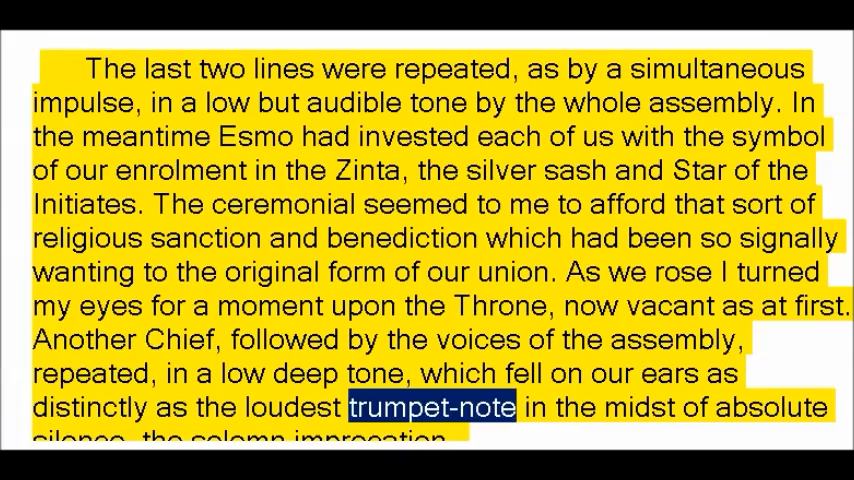 The last two lines were repeated, as by a simultaneous
impulse, in a low but audible tone by the whole assembly. In
the meantime Esmo had invested each of us with the symbol
of our enrolment in the Zinta, the silver sash and Star of the
Initiates. The ceremonial seemed to me to afford that sort of
religious sanction and benediction which had been so signally
wanting to the original form of our union. As we rose I turned
my eyes for a moment upon the Throne, now vacant as at first.
Another Chief, followed by the voices of the assembly,
repeated, in a low deep tone, which fell on our ears as
distinctly as the loudest trumpet-note in the midst of absolute
silence, the solemn imprecation